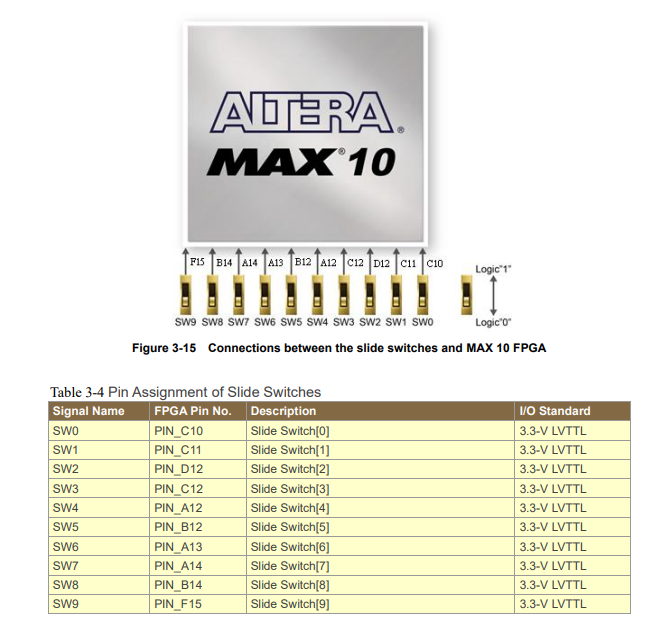 ALTERA®
MAX®10
F15 B14 A14 A13 B12 A12 C12 D12 C11 C10
Logic"1"
SW9 SW8 SW7 SW6 SW5 SW4 SW3 SW2 SW1 SW0
Logic"0"
Figure 3-15 Connections between the slide switches and MAX 10 FPGA
Table 3-4 Pin Assignment of Slide Switches
Signal Name FPGA Pin No. Description I/O Standard
SW0 PIN_C10 Slide Switch[0] 3.3-V LVTTL
SW1 PIN_C11 Slide Switch[1] 3.3-V LVTTL
SW2 PIN_D12 Slide Switch[2] 3.3-V LVTTL
SW3 PIN_C12 Slide Switch[3] 3.3-V LVTTL
SW4 PIN_A12 Slide Switch[4] 3.3-V LVTTL
SW5 PIN_B12 Slide Switch[5] 3.3-V LVTTL
SW6 PIN_A13 Slide Switch[6] 3.3-V LVTTL
SW7 PIN_A14 Slide Switch[7] 3.3-V LVTTL
SW8 PIN_B14 Slide Switch[8] 3.3-V LVTTL
SW9 PIN_F15 Slide Switch[9] 3.3-V LVTTL